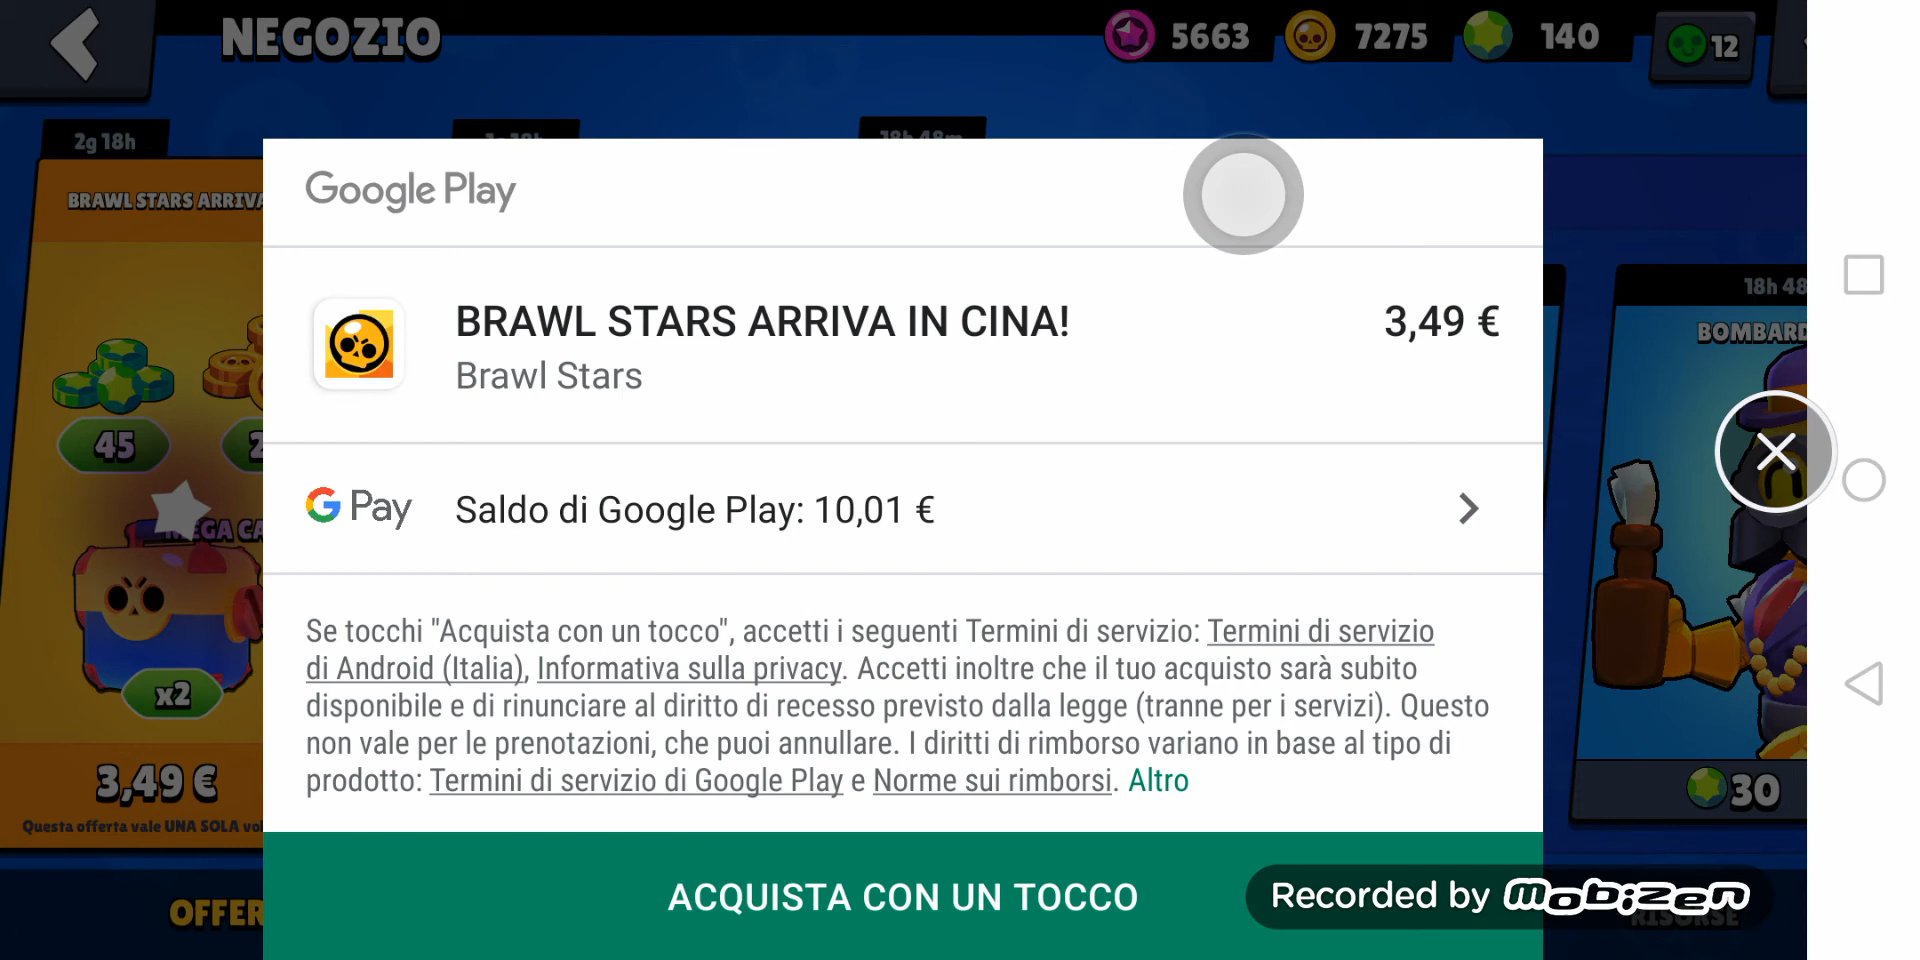 NEGOZIO
5663
7275
140
12
2g 18h
18h 48m
BRAWL STARS ARRIVA
Google Play
18h 48
BRAWL STARS ARRIVA IN CINA!
3,49 €
Brawl Stars
BOMBARD
45
2
G Pay
Saldo di Google Play: 10,01 €
MEGA CA
Se tocchi "Acquista con un tocco", accetti i seguenti Termini di servizio: Termini di servizio
di Android (Italia), Informativa sulla privacy. Accetti inoltre che il tuo acquisto sarà subito
disponibile e di rinunciare al diritto di recesso previsto dalla legge (tranne per i servizi). Questo
non vale per le prenotazioni, che puoi annullare. I diritti di rimborso variano in base al tipo di
prodotto: Termini di servizio di Google Play e Norme sui rimborsi. Altro
x2
3,49 €
30
Questa offerta vale UNA SOLA vol
ACQUISTA CON UN TOCCO
Recorded by Mobizen
OFFER
RISORSE